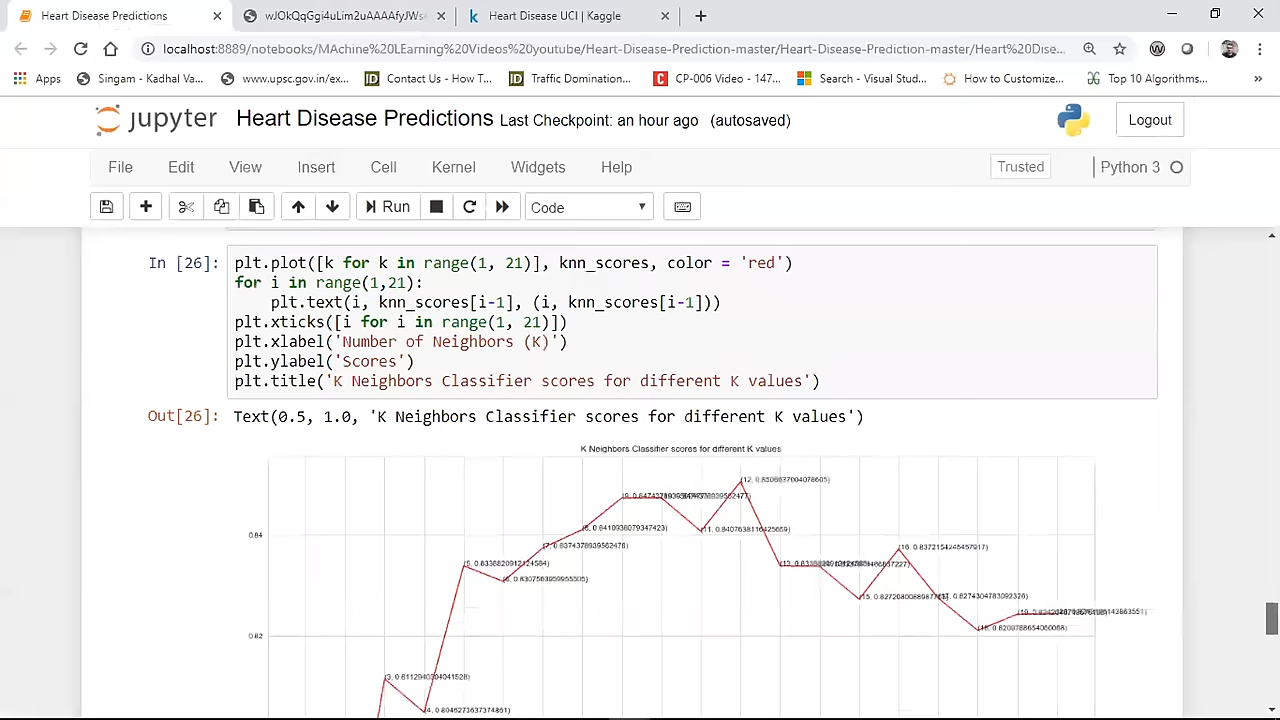 Heart Disease Predictions
wJOkQqGgi4uLim2uAAAAfyJWs
Heart Disease UCI | Kaggle
localhost:8889/notebooks/MAchine%20LEarning%20Videos%20youtube/Heart-Disease-Prediction-master/Heart-Disease-Prediction-master/Heart%20Dise...
Apps
Singam - Kadhal Va...
www.upsc.gov.in/ex...
Contact Us - How T...
Traffic Domination...
CP-006 Video - 147...
Search - Visual Stud...
How to Customize...
Top 10 Algorithms...
»
jupyter Heart Disease Predictions Last Checkpoint: an hour ago (autosaved)
Logout
File Edit View Insert Cell Kernel Widgets Help
Trusted
Python 3
Run
Code
In [26]:
plt.plot([k for k in range(1, 21)], knn_scores, color = 'red')
for i in range(1,21):
plt.text(i, knn_scores[i-1], (i, knn_scores[i-1]))
plt.xticks([i for i in range(1, 21)])
plt.xlabel('Number of Neighbors (K)')
plt.ylabel('Scores')
plt.title('K Neighbors Classifier scores for different K values')
Out[26]: Text(0.5, 1.0, 'K Neighbors Classifier scores for different K values')
K Neighbors Classifier scores for different K values
0.84
0.82